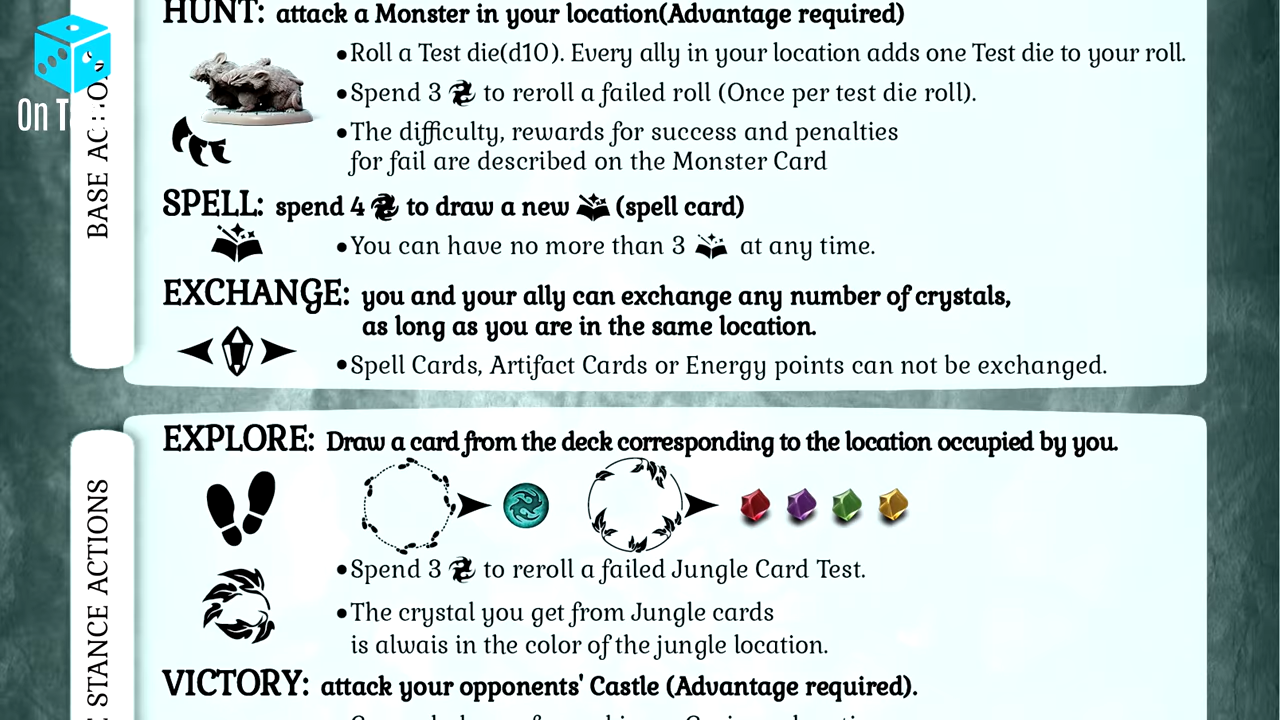 HUNT: attack a Monster in your location(Advantage required)
•Roll a Test die(d10). Every ally in your location adds one Test die to your roll.
•Spend 3 to reroll a failed roll (Once per test die roll).
•The difficulty, rewards for success and penalties
for fail are described on the Monster Card
SPELL: spend 4 to draw a new (spell card)
•You can have no more than 3 at any time.
EXCHANGE: you and your ally can exchange any number of crystals,
as long as you are in the same location.
•Spell Cards, Artifact Cards or Energy points can not be exchanged.
On
BASE
EXPLORE: Draw a card from the deck corresponding to the location occupied by you.
•Spend 3 to reroll a failed Jungle Card Test.
•The crystal you get from Jungle cards
is alwais in the color of the jungle location.
VICTORY: attack your opponents' Castle (Advantage required).
STANCE ACTIONS